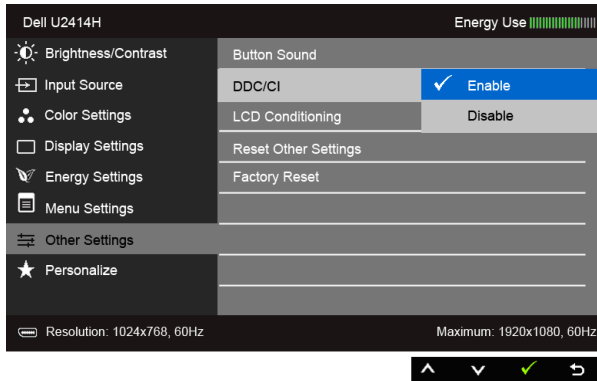 Dell U2414H Energy Use
Brightness/Contrast Button Sound
Input Source DDC/CI Enable
Color Settings LCD Conditioning Disable
Display Settings Reset Other Settings
Energy Settings Factory Reset
Menu Settings
Other Settings
Personalize
Resolution: 1024x768, 60Hz Maximum: 1920x1080, 60Hz